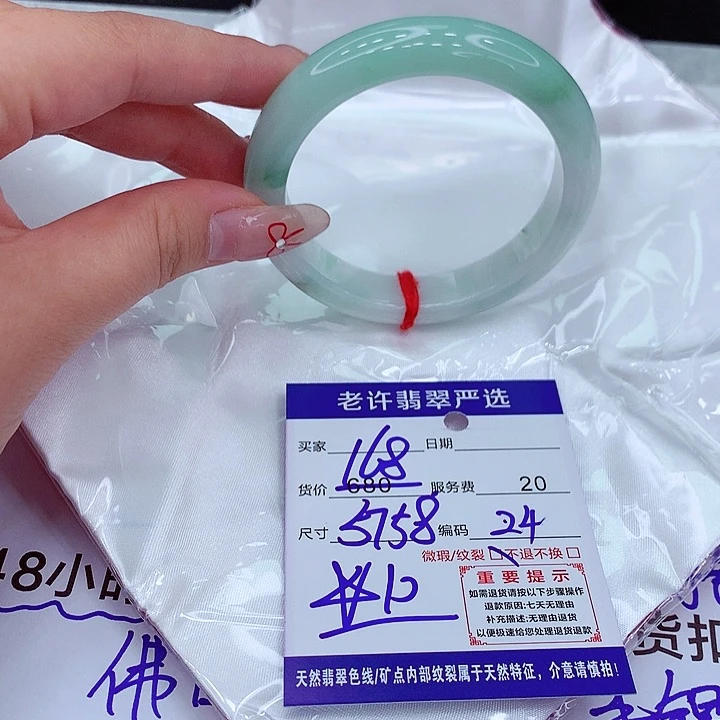 老许翡翠严选
买家 日期
168
货价 680 服务费 20
尺寸 5758 编码 24
微瑕/纹裂 □不退不换 □
重要提示
如需退货请按以下步骤操作
退款原因:七天无理由
补充描述:无理由退货
以便极速给您处理退货退款
天然翡翠色线/矿点内部纹裂属于天然特征，介意请慎拍!
48小时
佛
货扣